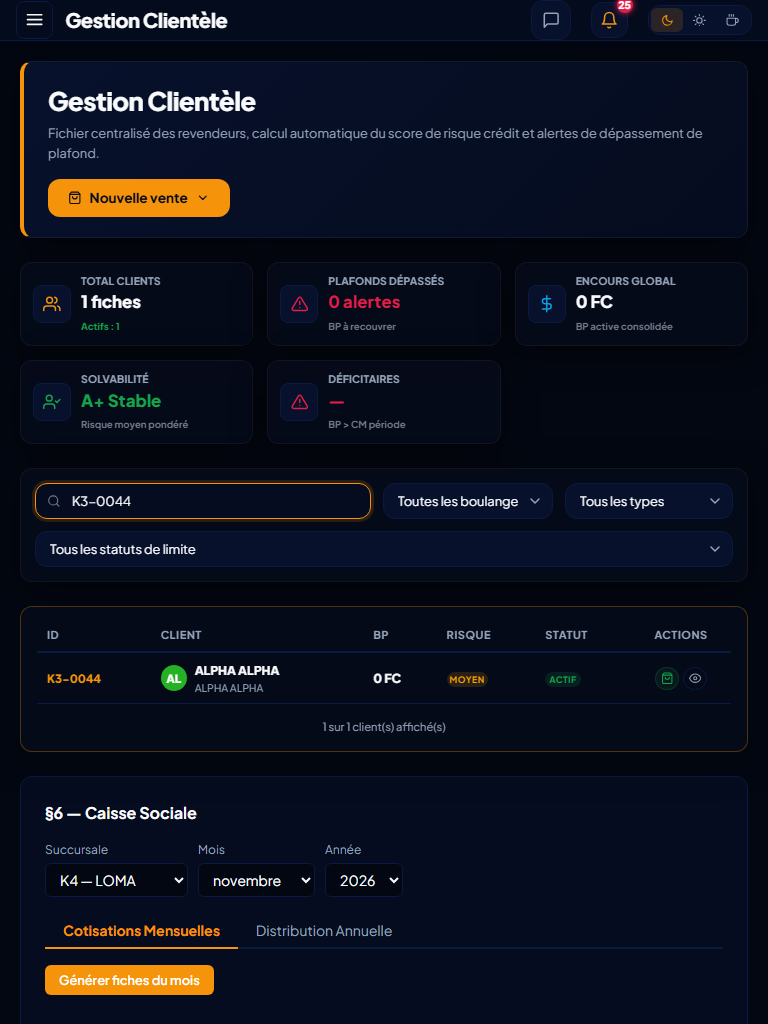 Gestion Clientèle
25
Gestion Clientèle
Fichier centralisé des revendeurs, calcul automatique du score de risque crédit et alertes de dépassement de
plafond.
Nouvelle vente
TOTAL CLIENTS
1 fiches
Actifs : 1
PLAFONDS DÉPASSÉS
0 alertes
BP à recouvrer
ENCOURS GLOBAL
0 FC
BP active consolidée
SOLVABILITÉ
A+ Stable
Risque moyen pondéré
DÉFICITAIRES
—
BP > CM période
K3-0044
Toutes les boulange
Tous les types
Tous les statuts de limite
ID CLIENT BP RISQUE STATUT ACTIONS
K3-0044 AL ALPHA ALPHA 0 FC MOYEN ACTIF
ALPHA ALPHA
1 sur 1 client(s) affiché(s)
§6 — Caisse Sociale
Succursale Mois Année
K4 — LOMA novembre 2026
Cotisations Mensuelles Distribution Annuelle
Générer fiches du mois